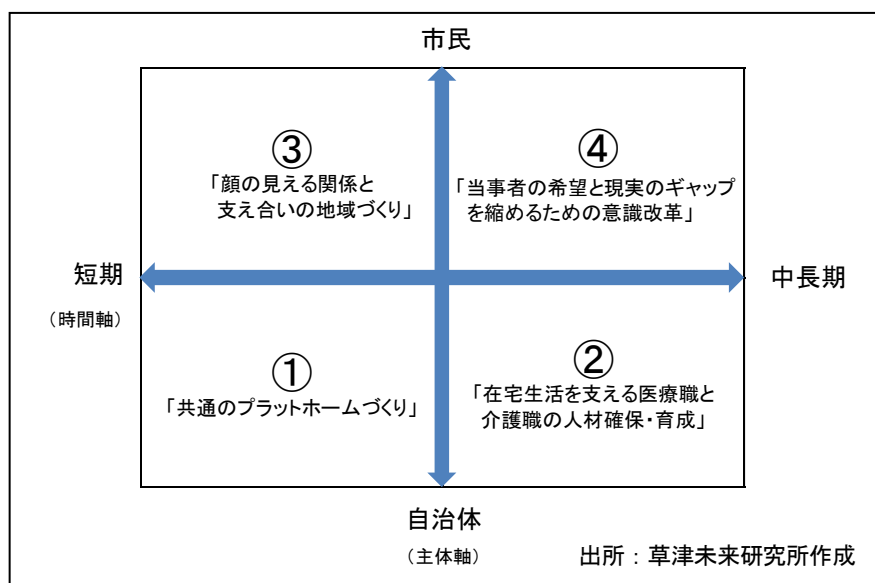 市民
③
「顔の見える関係と
支え合いの地域づくり」
④
「当事者の希望と現実のギャップ
を縮めるための意識改革」
短期
（時間軸）
中長期
①
「共通のプラットホームづくり」
②
「在宅生活を支える医療職と
介護職の人材確保・育成」
自治体
（主体軸）
出所：草津未来研究所作成